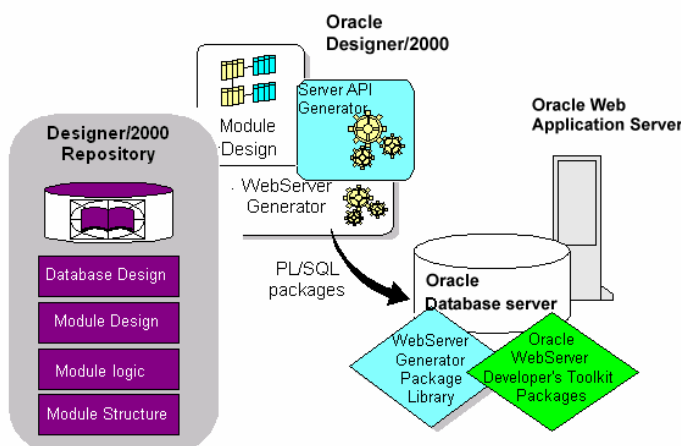 Oracle
Designer/2000
Server API
Generator
Module
Design
WebServer
Generator
Designer/2000
Repository
Database Design
Module Design
Module logic
Module Structure
PL/SQL
packages
Oracle Web
Application Server
Oracle
Database server
WebServer
Generator
Package
Library
Oracle
WebServer
Developer's Toolkit
Packages